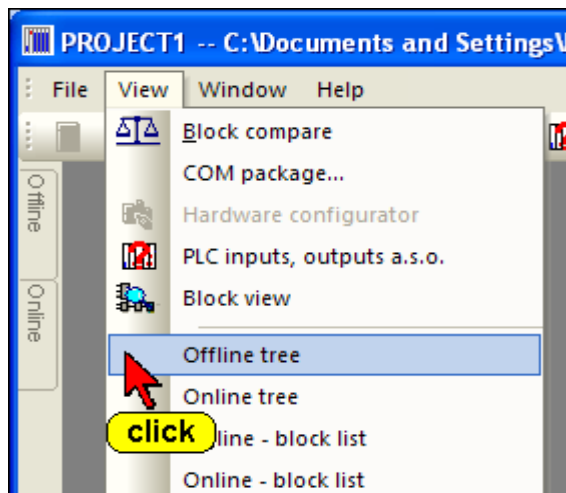 PROJECT1 -- C:\Documents and Settings\
File View Window Help
Block compare
COM package...
Hardware configurator
PLC inputs, outputs a.s.o.
Block view
Offline
Online
Offline tree
Online tree
click
line - block list
Online - block list